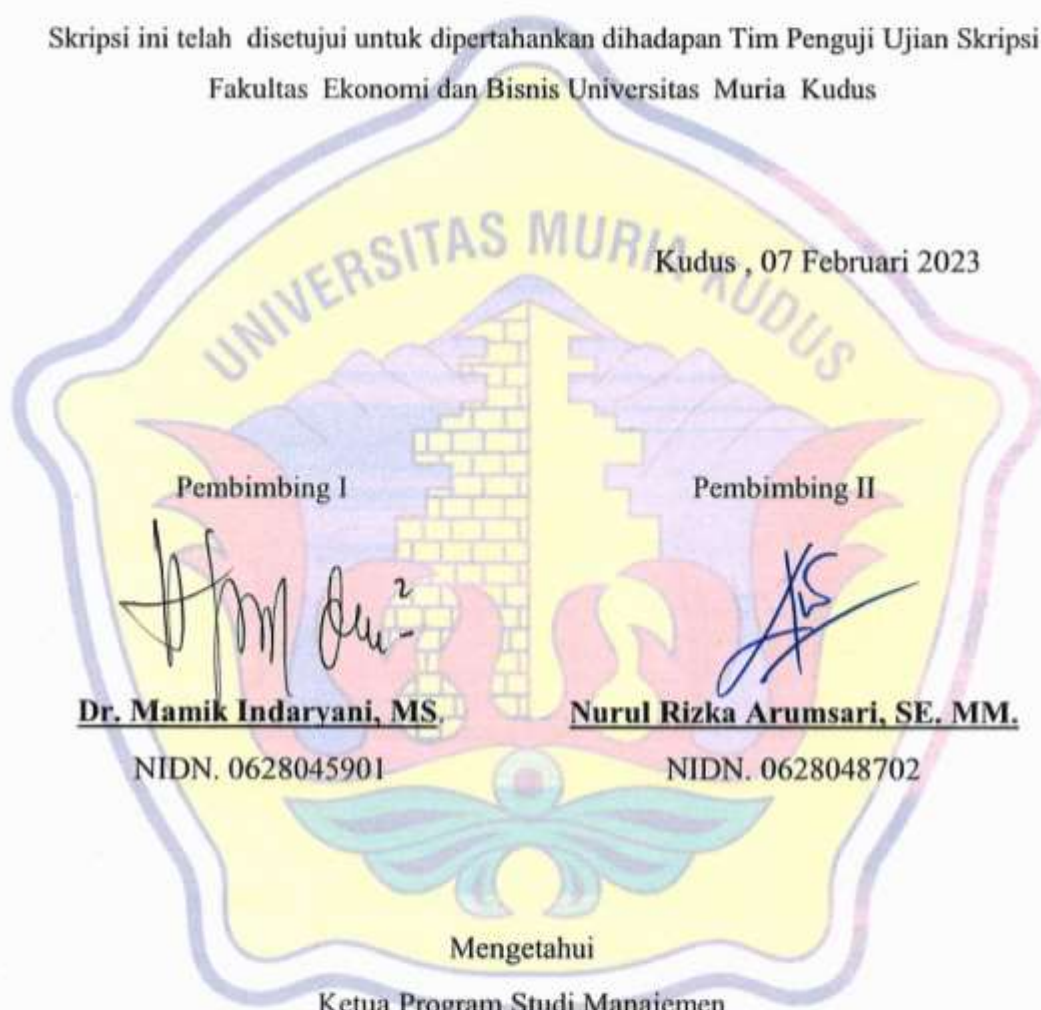 Skripsi ini telah disetujui untuk dipertahankan dihadapan Tim Penguji Ujian Skripsi
Fakultas Ekonomi dan Bisnis Universitas Muria Kudus
UNIVERSITAS MURIA KUDUS
Kudus , 07 Februari 2023
Pembimbing I
Pembimbing II
Dr. Mamik Indaryani, MS.
Nurul Rizka Arumsari, SE. MM.
NIDN. 0628045901
NIDN. 0628048702
Mengetahui
Ketua Program Studi Manajemen